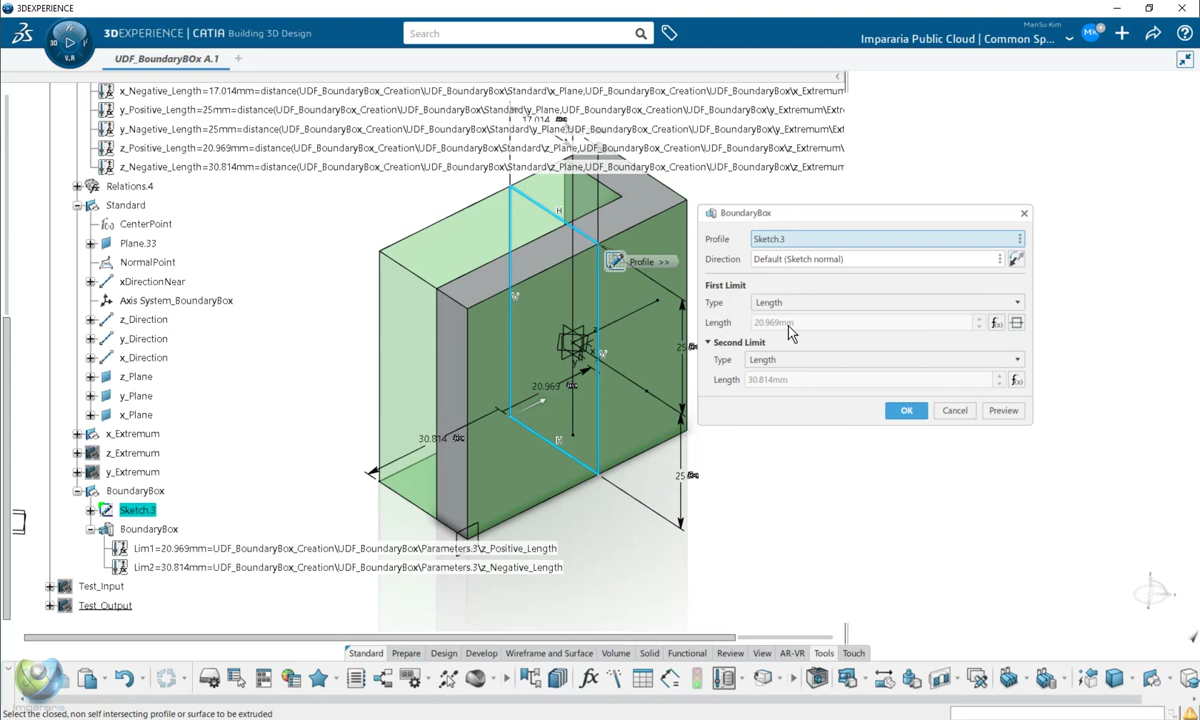 3DEXPERIENCE
3DEXPERIENCE | CATIA Building 3D Design
Search
ManSu Kim
Impararia Public Cloud | Common Sp...
3D
V.R
UDF_BoundaryBOx A.1
x_Negative_Length=17.014mm=distance(UDF_BoundaryBox_Creation\UDF_BoundaryBox\Standard\x_Plane,UDF_BoundaryBox_Creation\UDF_BoundaryBox\x_Extremum
y_Positive_Length=25mm=distance(UDF_BoundaryBox_Creation\UDF_BoundaryBox\Standard\y_Plane,UDF_BoundaryBox_Creation\UDF_BoundaryBox\y_Extremum\Extr
y_Nagetive_Length=25mm=distance(UDF_BoundaryBox_Creation\UDF_BoundaryBox\Standard\y_Plane,UDF_BoundaryBox_Creation\UDF_BoundaryBox\y_Extremum\Extre
z_Positive_Length=20.969mm=distance(UDF_BoundaryBox_Creation\UDF_BoundaryBox\Standard\z_Plane,UDF_BoundaryBox_Creation\UDF_BoundaryBox\z_Extremum\
z_Negative_Length=30.814mm=distance(UDF_BoundaryBox_Creation\UDF_BoundaryBox\Standard\z_Plane,UDF_BoundaryBox_Creation\UDF_BoundaryBox\z_Extremum\
Relations.4
Standard
CenterPoint
Plane.33
NormalPoint
xDirectionNear
Axis System_BoundaryBox
z_Direction
y_Direction
x_Direction
z_Plane
y_Plane
x_Plane
x_Extremum
z_Extremum
y_Extremum
BoundaryBox
Sketch.3
BoundaryBox
Lim1=20.969mm=UDF_BoundaryBox_Creation\UDF_BoundaryBox\Parameters.3\z_Positive_Length
Lim2=30.814mm=UDF_BoundaryBox_Creation\UDF_BoundaryBox\Parameters.3\z_Negative_Length
Test_Input
Test_Output
17.014
H
V
Profile >>
V
z
x
25
20.969
30.814
H
25
BoundaryBox
Profile Sketch.3
Direction Default (Sketch normal)
First Limit
Type Length
Length 20.969mm
Second Limit
Type Length
Length 30.814mm
OK Cancel Preview
Standard Prepare Design Develop Wireframe and Surface Volume Solid Functional Review View AR-VR Tools Touch
impararia
Select the closed, non self intersecting profile or surface to be extruded